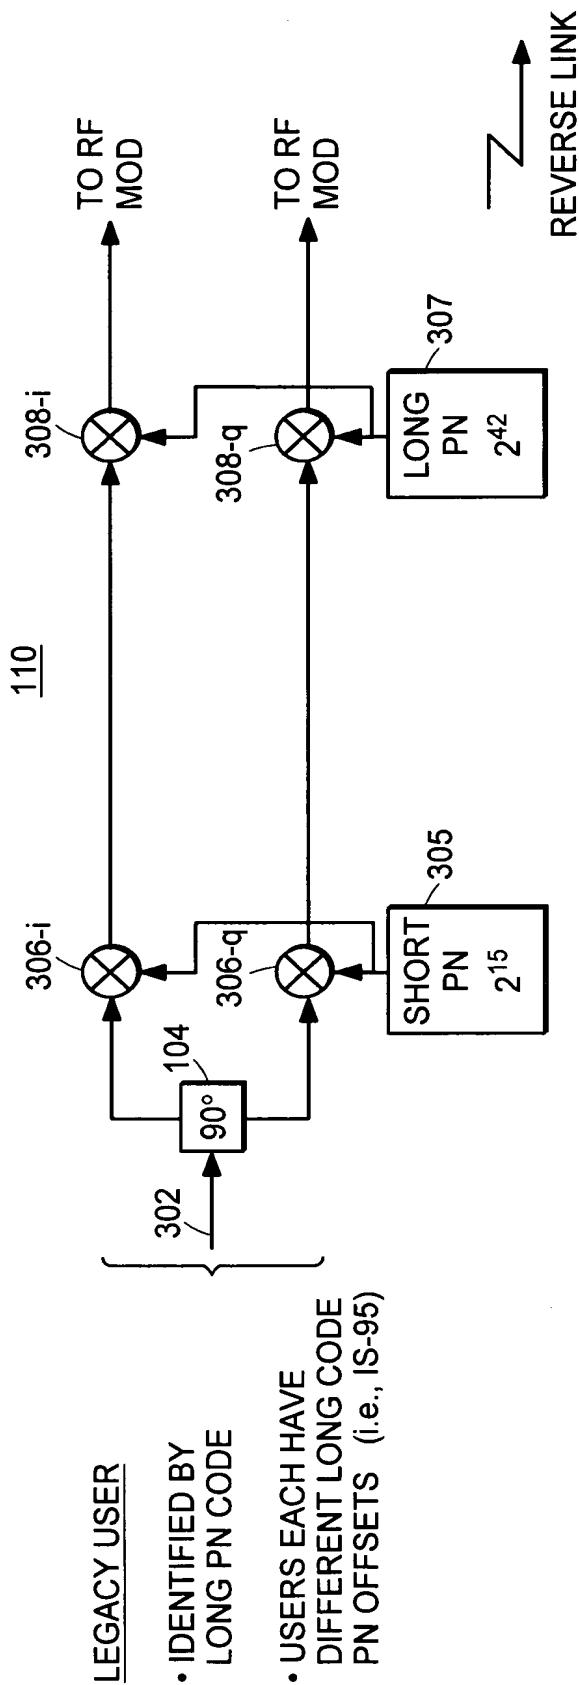 110
LEGACY USER
• IDENTIFIED BY
LONG PN CODE
• USERS EACH HAVE
DIFFERENT LONG CODE
PN OFFSETS (i.e., IS-95)
302
104
90°
306-i
306-q
SHORT
PN
2^15
305
308-i
308-q
LONG
PN
2^42
307
TO RF
MOD
TO RF
MOD
REVERSE LINK